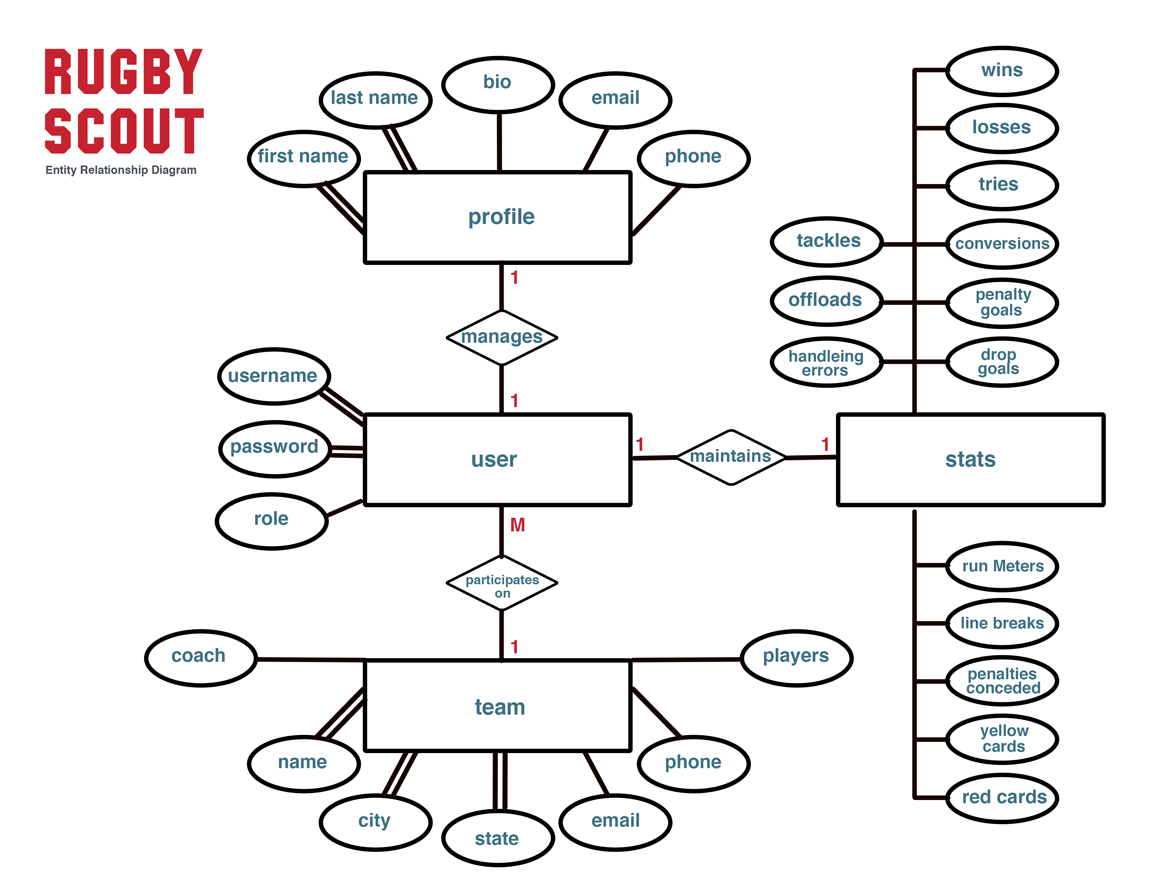 RUGBY
SCOUT
Entity Relationship Diagram
last name
bio
email
first name
phone
profile
1
manages
1
username
password
role
user
1
maintains
1
stats
wins
losses
tries
tackles
conversions
offloads
penalty
goals
handleing
errors
drop
goals
M
participates
on
1
coach
players
team
name
phone
city
state
email
run Meters
line breaks
penalties
conceded
yellow
cards
red cards